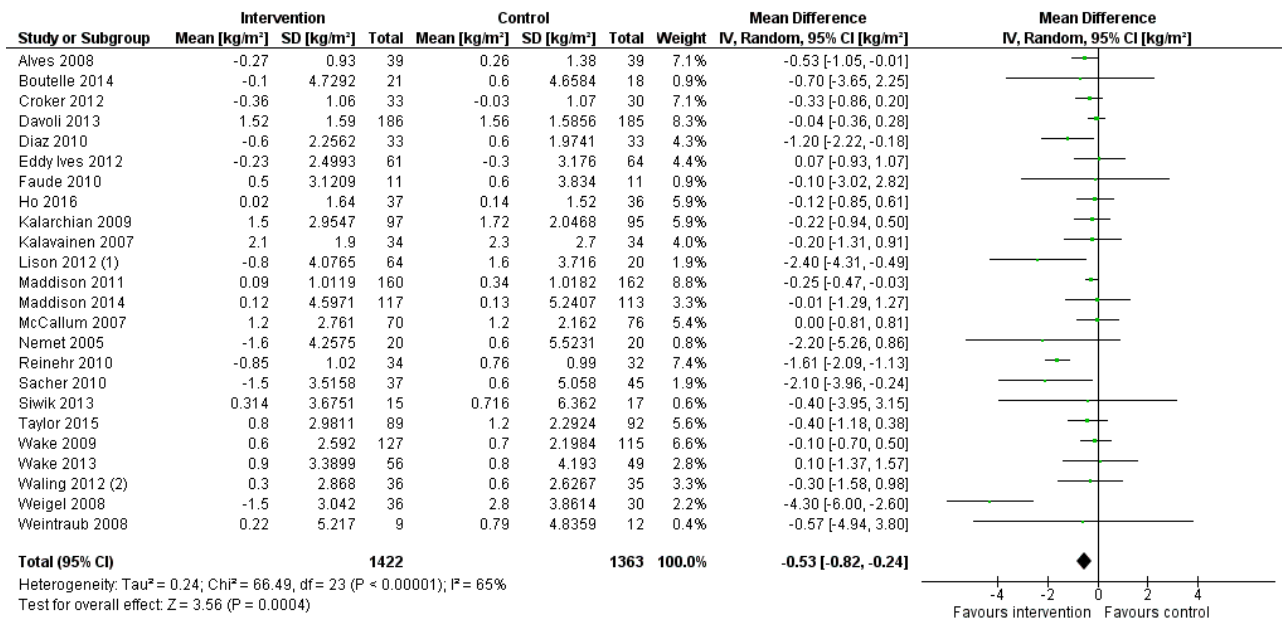 Intervention Control Mean Difference Mean Difference
Study or Subgroup Mean [kg/m²] SD [kg/m²] Total Mean [kg/m²] SD [kg/m²] Total Weight IV, Random, 95% CI [kg/m²] IV, Random, 95% CI [kg/m²]
Alves 2008 -0.27 0.93 39 0.26 1.38 39 7.1% -0.53 [-1.05, -0.01]
Boutelle 2014 -0.1 4.7292 21 0.6 4.6584 18 0.9% -0.70 [-3.65, 2.25]
Croker 2012 -0.36 1.06 33 -0.03 1.07 30 7.1% -0.33 [-0.86, 0.20]
Davoli 2013 1.52 1.59 186 1.56 1.5856 185 8.4% -0.04 [-0.36, 0.28]
Diaz 2010 -0.6 2.2562 33 0.6 1.9741 33 4.3% -1.20 [-2.22, -0.18]
Eddy Ives 2012 -0.23 2.4993 61 -0.3 3.176 64 4.4% 0.07 [-0.93, 1.07]
Faude 2010 0.5 3.1209 11 0.6 3.834 11 0.9% -0.10 [-3.02, 2.82]
Ho 2016 0.02 1.64 37 0.14 1.52 36 5.9% -0.12 [-0.85, 0.61]
Kalarchian 2009 1.5 2.9547 97 1.72 2.0468 95 5.9% -0.22 [-0.94, 0.50]
Kalavainen 2007 2.1 1.9 34 2.3 2.7 34 4.0% -0.20 [-1.31, 0.91]
Lison 2012 (1) -0.8 4.0765 64 1.6 3.716 20 1.9% -2.40 [-4.31, -0.49]
Maddison 2011 0.09 1.0119 160 0.34 1.0182 162 8.8% -0.25 [-0.47, -0.03]
Maddison 2014 0.12 4.5971 117 0.13 5.2407 113 3.3% -0.01 [-1.29, 1.27]
McCallum 2007 1.2 2.761 70 1.2 2.162 76 5.4% 0.00 [-0.81, 0.81]
Nemet 2005 -1.6 4.2575 20 0.6 5.5231 20 0.8% -2.20 [-5.26, 0.86]
Reinehr 2010 -0.85 1.02 34 0.76 0.99 32 7.4% -1.61 [-2.09, -1.13]
Sacher 2010 -1.5 3.5158 37 0.6 5.058 45 1.9% -2.10 [-3.96, -0.24]
Siwik 2013 0.314 3.6751 15 0.716 6.362 17 0.6% -0.40 [-3.95, 3.15]
Taylor 2015 0.8 2.9811 89 1.2 2.2924 92 5.6% -0.40 [-1.18, 0.38]
Wake 2009 0.6 2.592 127 0.7 2.1984 115 6.6% -0.10 [-0.70, 0.50]
Wake 2013 0.9 3.3899 56 0.8 4.193 49 2.8% 0.10 [-1.37, 1.57]
Waling 2012 (2) 0.3 2.868 36 0.6 2.6267 35 3.3% -0.30 [-1.58, 0.98]
Weigel 2008 -1.5 3.042 36 2.8 3.8614 30 2.2% -4.30 [-6.00, -2.60]
Weintraub 2008 0.22 5.217 9 0.79 4.8359 12 0.4% -0.57 [-4.94, 3.80]
Total (95% CI) 1422 1363 100.0% -0.53 [-0.82, -0.24]
Heterogeneity: Tau² = 0.24; Chi² = 66.49, df = 23 (P < 0.00001); I² = 65%
Test for overall effect: Z = 3.56 (P = 0.0004)
-4 -2 0 2 4
Favours intervention Favours control